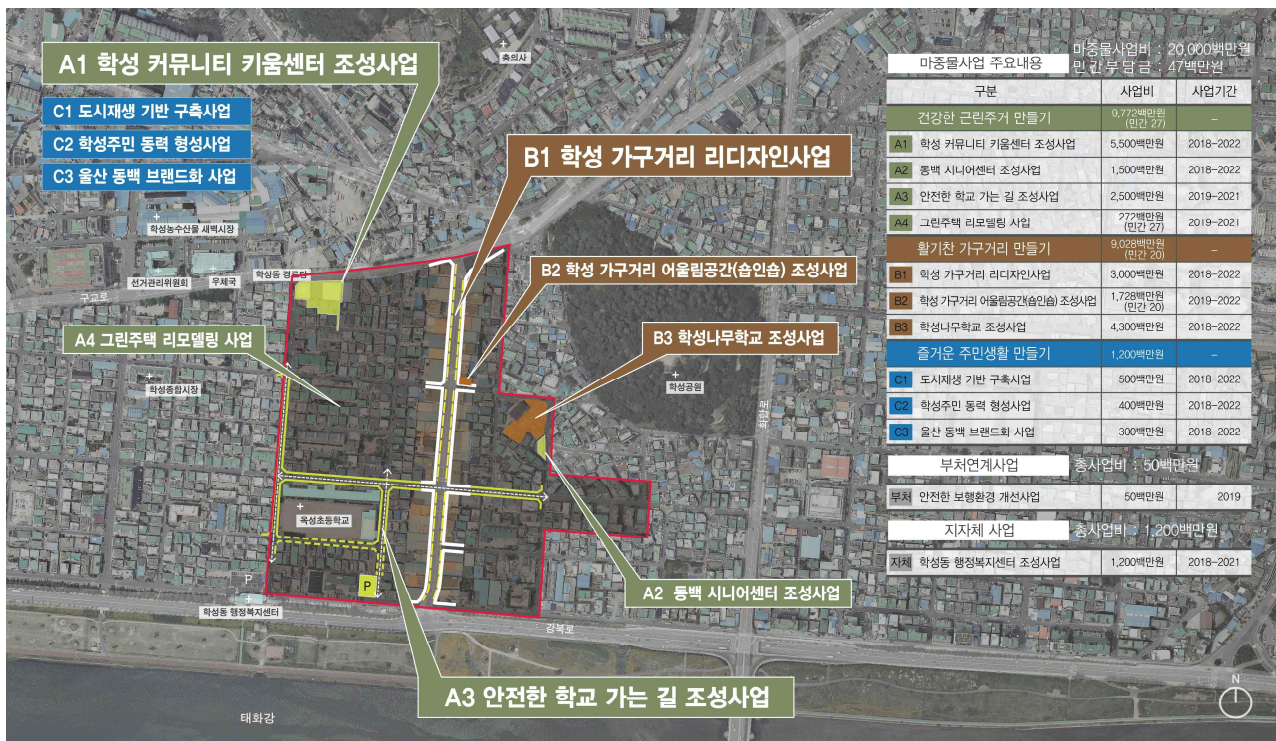 A1 학성 커뮤니티 키움센터 조성사업
C1 도시재생 기반 구축사업
C2 학성주민 동력 형성사업
C3 울산 동백 브랜드화 사업
충의사
B1 학성 가구거리 리디자인사업
B2 학성 가구거리 어울림공간(숍인숍) 조성사업
B3 학성나무학교 조성사업
A4 그린주택 리모델링 사업
A2 동백 시니어센터 조성사업
A3 안전한 학교 가는 길 조성사업
학성농수산물 새벽시장
선거관리위원회
우체국
학성동 경로당
구교로
학성종합시장
학성공원
화합로
옥성초등학교
P
P
학성동 행정복지센터
강북로
태화강
N
마중물사업 주요내용
마중물사업비 : 20,000백만원
민간부담금 : 47백만원
구분 사업비 사업기간
건강한 근린주거 만들기 9,772백만원 (민간 27) –
A1 학성 커뮤니티 키움센터 조성사업 5,500백만원 2018-2022
A2 동백 시니어센터 조성사업 1,500백만원 2018-2022
A3 안전한 학교 가는 길 조성사업 2,500백만원 2019-2021
A4 그린주택 리모델링 사업 272백만원 (민간 27) 2019-2021
활기찬 가구거리 만들기 9,028백만원 (민간 20) –
B1 학성 가구거리 리디자인사업 3,000백만원 2018-2022
B2 학성 가구거리 어울림공간(숍인숍) 조성사업 1,728백만원 (민간 20) 2019-2022
B3 학성나무학교 조성사업 4,300백만원 2018-2022
즐거운 주민생활 만들기 1,200백만원 –
C1 도시재생 기반 구축사업 500백만원 2018 2022
C2 학성주민 동력 형성사업 400백만원 2018-2022
C3 울산 동백 브랜드화 사업 300백만원 2018 2022
부처연계사업 총사업비 : 50백만원
부처 안전한 보행환경 개선사업 50백만원 2019
지자체 사업 총사업비 : 1,200백만원
자체 학성동 행정복지센터 조성사업 1,200백만원 2018-2021